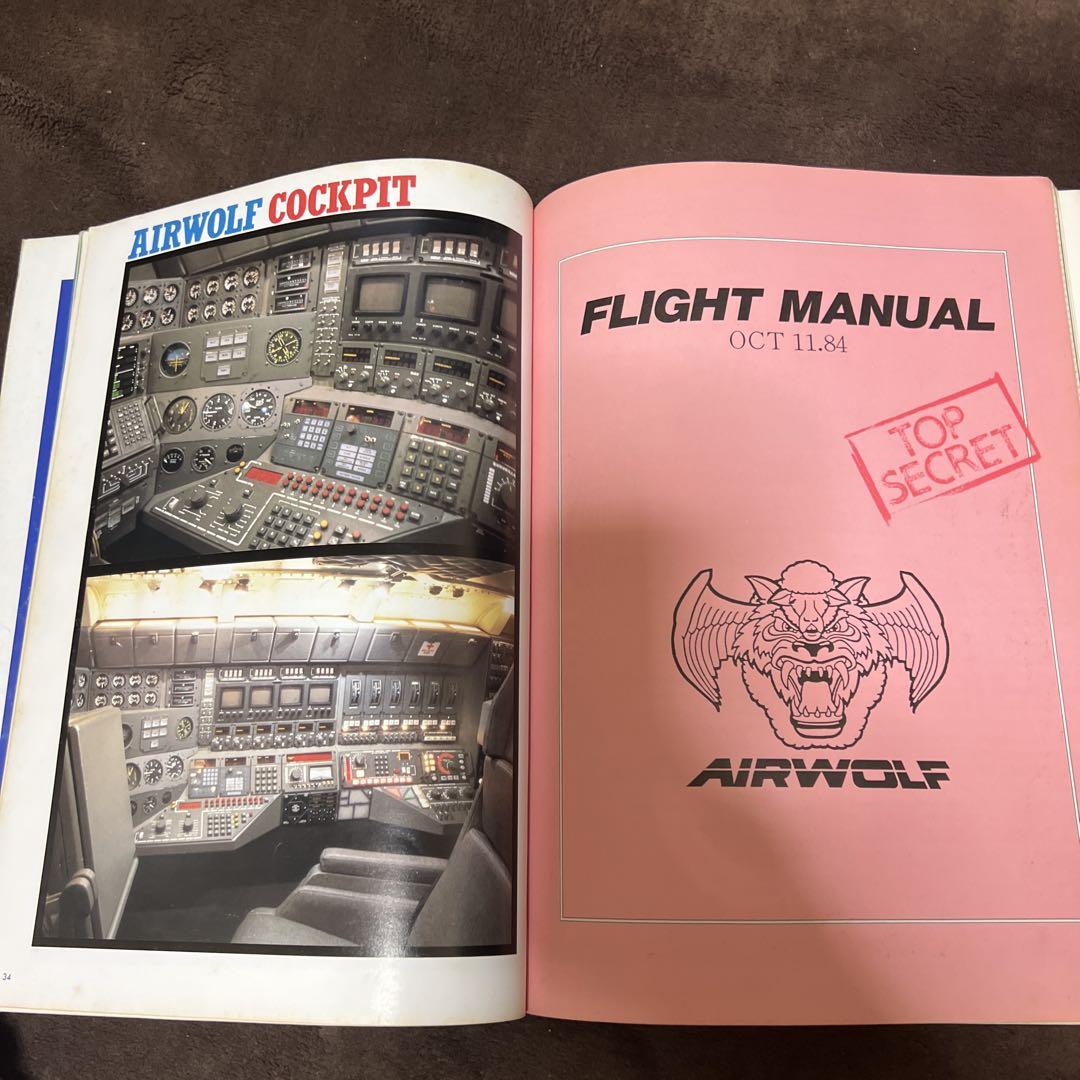 AIRWOLF COCKPIT
34
FLIGHT MANUAL
OCT 11.84
TOP
SECRET
AIRWOLF